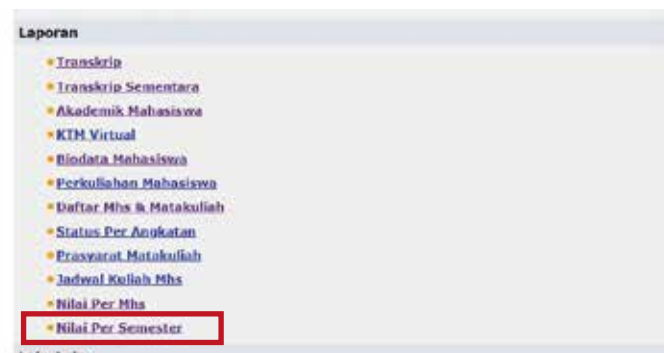 Laporan
Transkrip
Transkrip Sementara
Akademik Mahasiswa
KTM Virtual
Biodata Mahasiswa
Perkuliahan Mahasiswa
Daftar Mhs & Matakuliah
Status Per Angkatan
Prasyarat Matakuliah
Jadwal Kuliah Mhs
Nilai Per Mhs
Nilai Per Semester